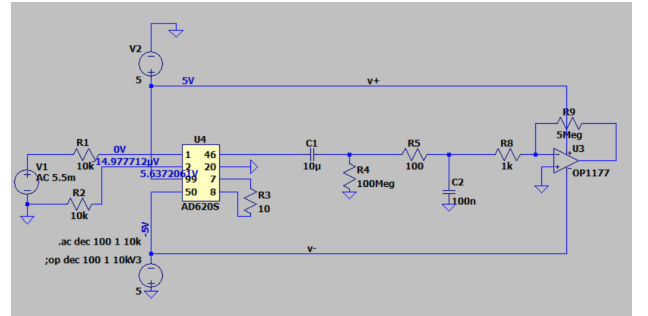 V2
5
5V
v+
R9
5Meg
U4
U3
R1
0V
10k
-14.977712µV
5.6372061V
1
46
2
20
99
7
50
8
AD620S
C1
10µ
R5
100
R8
1k
OP1177
V1
AC 5.5m
R4
100Meg
C2
100n
R2
10k
R3
10
-5V
.ac dec 100 1 10k
v-
;op dec 100 1 10k
V3
5